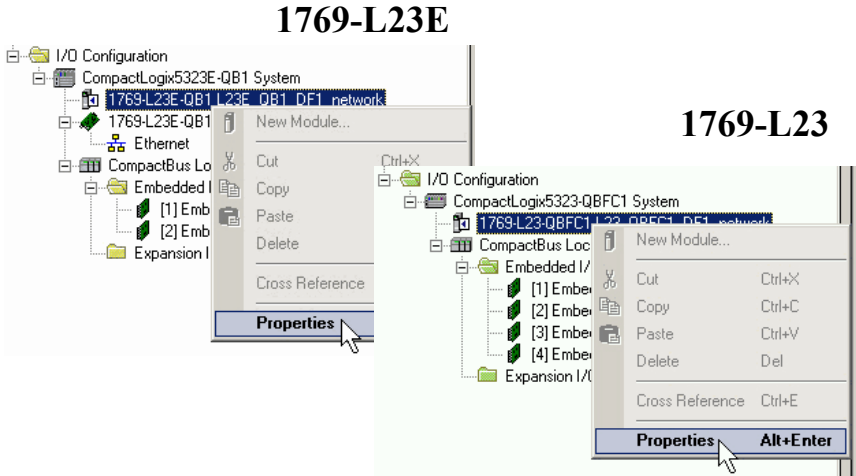 1769-L23E
I/O Configuration
CompactLogix5323E-QB1 System
1769-L23E-QB1 L23E_QB1_DF1_network
1769-L23E-QB1
New Module...
Ethernet
Cut Ctrl+X
CompactBus Lo
Copy
Embedded I
Paste
[1] Emb
Delete
[2] Emb
Expansion I
Cross Reference
Properties
1769-L23
I/O Configuration
CompactLogix5323-QBFC1 System
1769-L23-QBFC1 L23_QBFC1_DF1_network
CompactBus Loc
New Module...
Embedded I/
Cut Ctrl+X
[1] Embe
Copy Ctrl+C
[2] Embe
Paste Ctrl+V
[3] Embe
Delete Del
[4] Embe
Expansion I/
Cross Reference Ctrl+E
Properties Alt+Enter